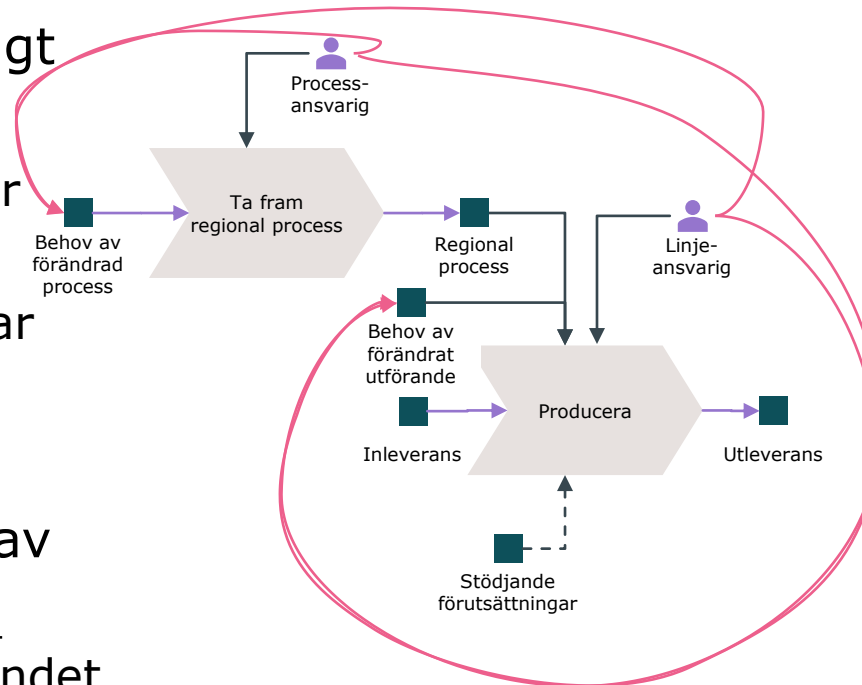 gt
r
ar
av
ndet
Process-
ansvarig
Ta fram
regional process
Behov av
förändrad
process
Regional
process
Linje-
ansvarig
Behov av
förändrat
utförande
Producera
Inleverans
Utleverans
Stödjande
förutsättningar